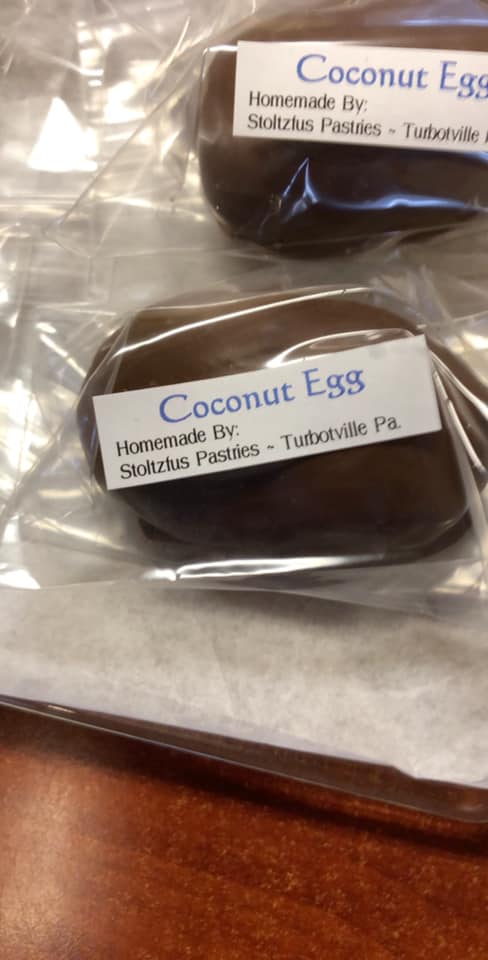 Coconut Egg
Homemade By:
Stoltzfus Pastries ~ Turbotville
Coconut Egg
Homemade By:
Stoltzfus Pastries ~ Turbotville Pa.